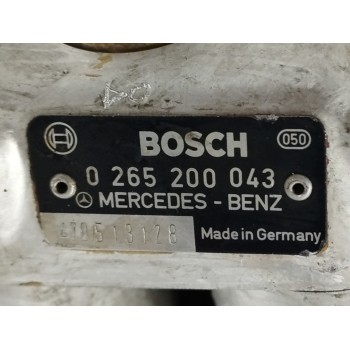 BOSCH
050
0 265 200 043
MERCEDES - BENZ
Made in Germany